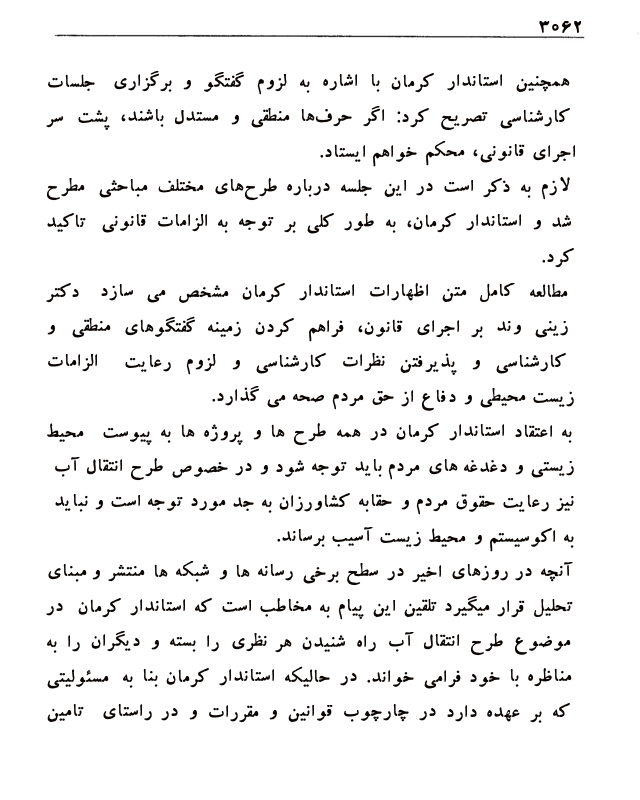 ۳۰۶۲
همچنین استاندار کرمان با اشاره به لزوم گفتگو و برگزاری جلسات
کارشناسی تصریح کرد: اگر حرف‌ها منطقی و مستدل باشند، پشت سر
اجرای قانونی، محکم خواهم ایستاد.
لازم به ذکر است در این جلسه درباره طرح‌های مختلف مباحثی مطرح
شد و استاندار کرمان، به طور کلی بر توجه به الزامات قانونی تاکید
کرد.
مطالعه کامل متن اظهارات استاندار کرمان مشخص می سازد دکتر
زینی وند بر اجرای قانون، فراهم کردن زمینه گفتگوهای منطقی و
کارشناسی و پذیرفتن نظرات کارشناسی و لزوم رعایت الزامات
زیست محیطی و دفاع از حق مردم صحه می گذارد.
به اعتقاد استاندار کرمان در همه طرح ها و پروژه ها به پیوست محیط
زیستی و دغدغه های مردم باید توجه شود و در خصوص طرح انتقال آب
نیز رعایت حقوق مردم و حقابه کشاورزان به جد مورد توجه است و نباید
به اکوسیستم و محیط زیست آسیب برساند.
آنچه در روزهای اخیر در سطح برخی رسانه ها و شبکه ها منتشر و مبنای
تحلیل قرار میگیرد تلقین این پیام به مخاطب است که استاندار کرمان در
موضوع طرح انتقال آب راه شنیدن هر نظری را بسته و دیگران را به
مناظره با خود فرامی خواند. در حالیکه استاندار کرمان بنا به مسئولیتی
که بر عهده دارد در چارچوب قوانین و مقررات و در راستای تامین